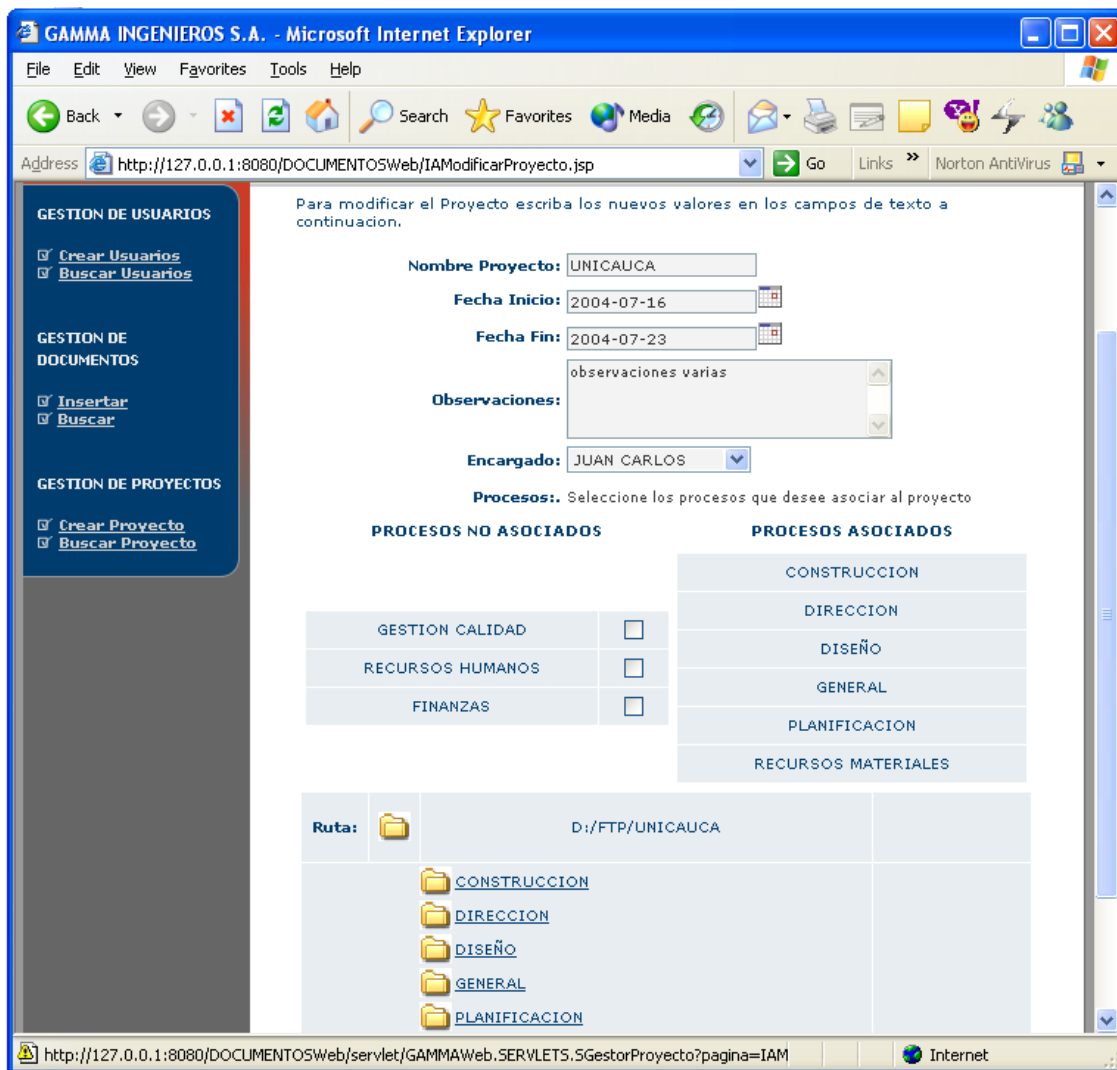 GAMMA INGENIEROS S.A. - Microsoft Internet Explorer
File Edit View Favorites Tools Help
Back Search Favorites Media
Address http://127.0.0.1:8080/DOCUMENTOSWeb/IAModificarProyecto.jsp Go Links » Norton AntiVirus
GESTION DE USUARIOS
Crear Usuarios
Buscar Usuarios
GESTION DE
DOCUMENTOS
Insertar
Buscar
GESTION DE PROYECTOS
Crear Proyecto
Buscar Proyecto
Para modificar el Proyecto escriba los nuevos valores en los campos de texto a
continuacion.
Nombre Proyecto: UNICAUCA
Fecha Inicio: 2004-07-16
Fecha Fin: 2004-07-23
Observaciones: observaciones varias
Encargado: JUAN CARLOS
Procesos:. Seleccione los procesos que desee asociar al proyecto
PROCESOS NO ASOCIADOS
GESTION CALIDAD
RECURSOS HUMANOS
FINANZAS
PROCESOS ASOCIADOS
CONSTRUCCION
DIRECCION
DISEÑO
GENERAL
PLANIFICACION
RECURSOS MATERIALES
Ruta: D:/FTP/UNICAUCA
CONSTRUCCION
DIRECCION
DISEÑO
GENERAL
PLANIFICACION
http://127.0.0.1:8080/DOCUMENTOSWeb/servlet/GAMMAWeb.SERVLETS.SGestorProyecto?pagina=IAM Internet